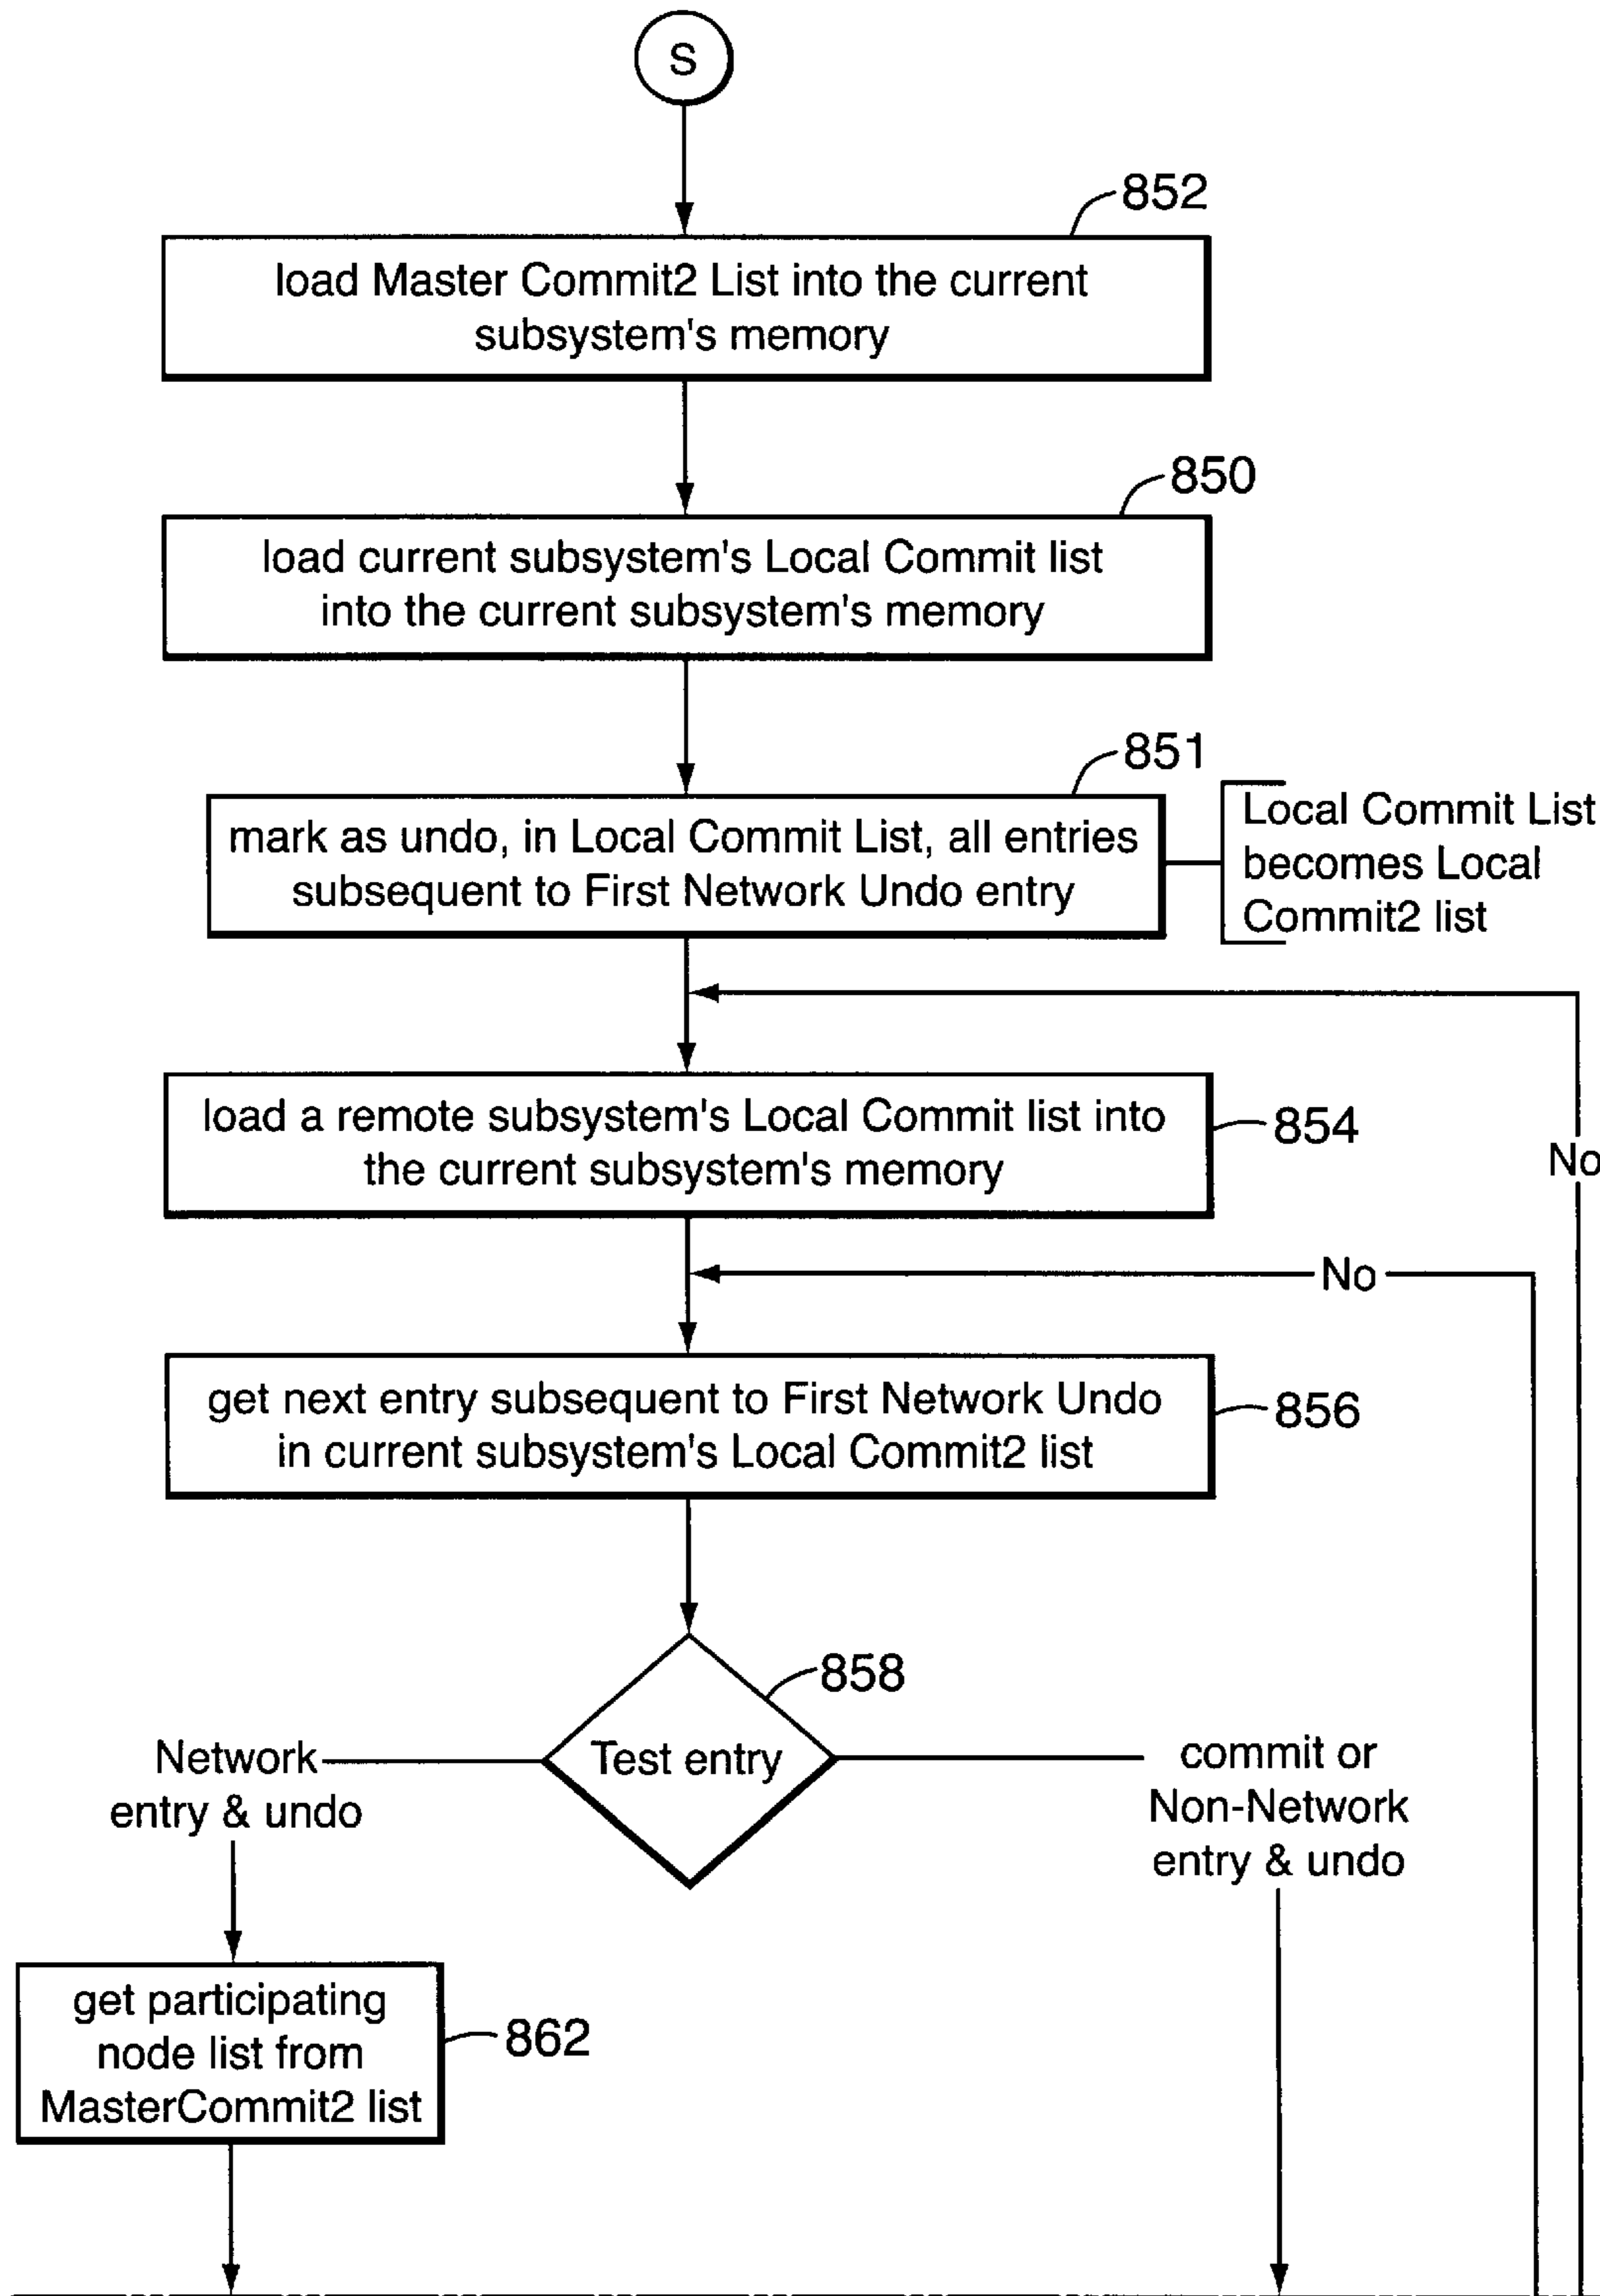 S
852
load Master Commit2 List into the current
subsystem's memory
850
load current subsystem's Local Commit list
into the current subsystem's memory
851
mark as undo, in Local Commit List, all entries
subsequent to First Network Undo entry
Local Commit List
becomes Local
Commit2 list
load a remote subsystem's Local Commit list into
the current subsystem's memory
854
No
No
get next entry subsequent to First Network Undo
in current subsystem's Local Commit2 list
856
858
Test entry
Network
entry & undo
commit or
Non-Network
entry & undo
get participating
node list from
MasterCommit2 list
862